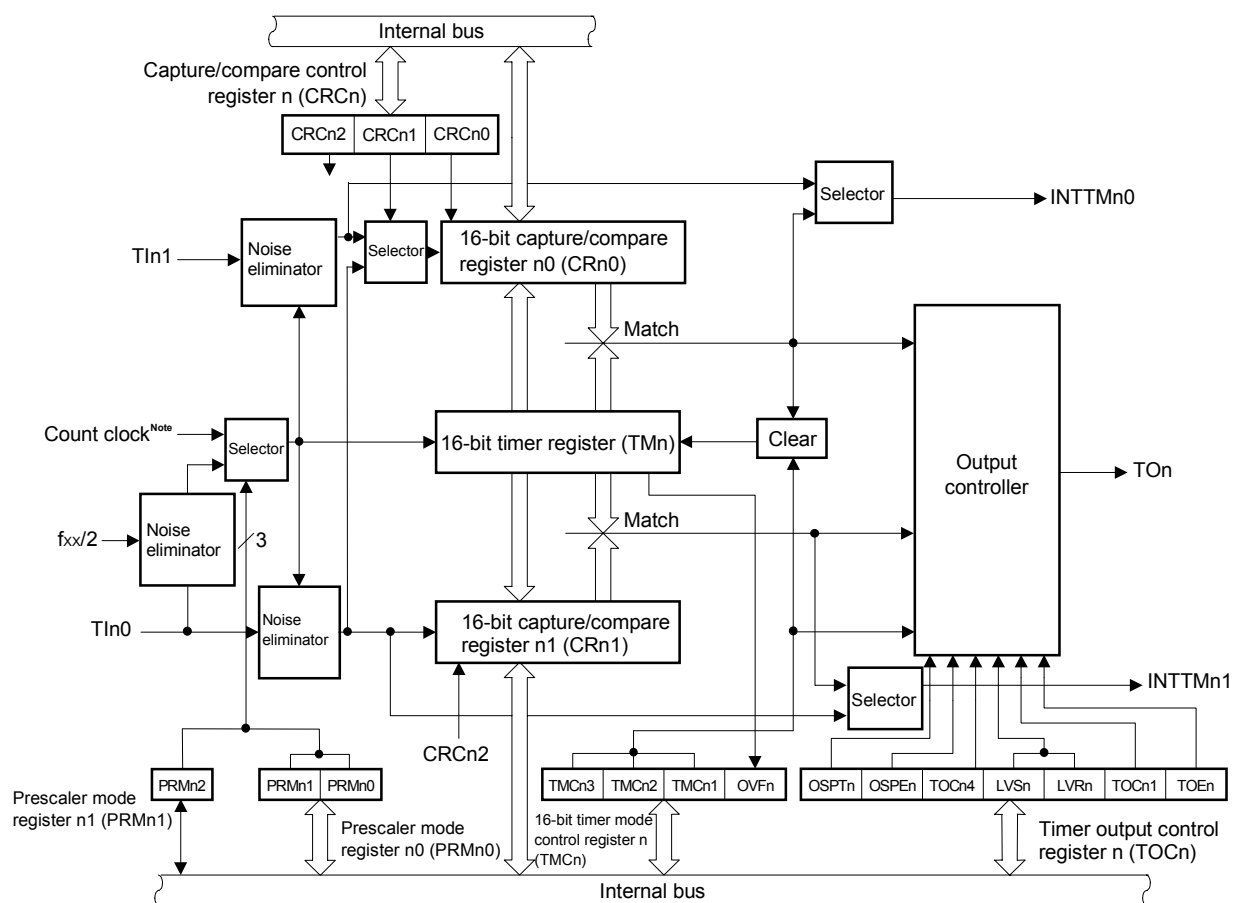 Internal bus
Capture/compare control
register n (CRCn)
CRCn2 CRCn1 CRCn0
Selector
INTTMn0
TIn1
Noise
eliminator
Selector
16-bit capture/compare
register n0 (CRn0)
Match
Count clockNote
Selector
16-bit timer register (TMn)
Clear
Output
controller
TOn
fxx/2
Noise
eliminator
3
Match
TIn0
Noise
eliminator
16-bit capture/compare
register n1 (CRn1)
Selector
INTTMn1
CRCn2
PRMn2
PRMn1 PRMn0
TMCn3 TMCn2 TMCn1 OVFn
OSPTn OSPEn TOCn4 LVSn LVRn TOCn1 TOEn
Prescaler mode
register n1 (PRMn1)
Prescaler mode
register n0 (PRMn0)
16-bit timer mode
control register n
(TMCn)
Timer output control
register n (TOCn)
Internal bus